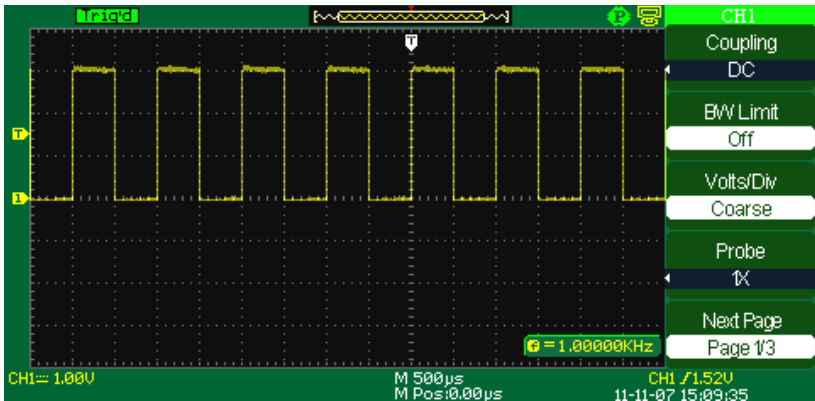 Trig'd
T
P
CH1
Coupling
DC
BW Limit
Off
Volts/Div
Coarse
Probe
1X
Next Page
Page 1/3
T
1
f = 1.00000KHz
CH1 1.00V
M 500µs
CH1 /1.52V
M Pos:0.00µs
11-11-07 15:09:35